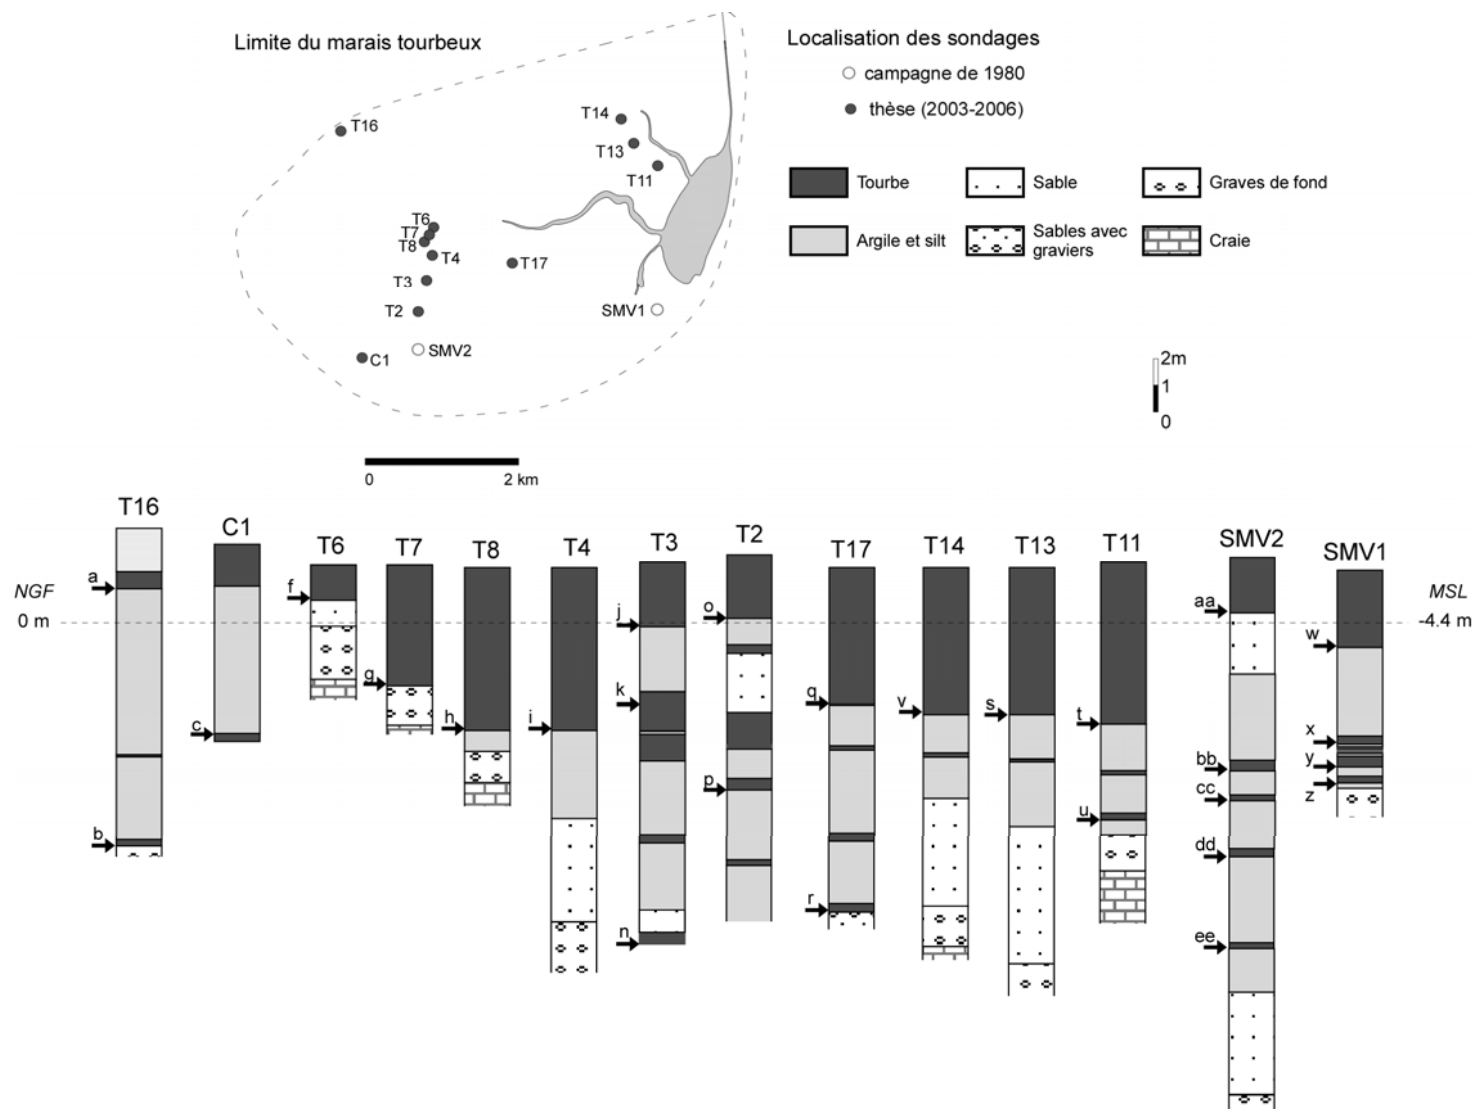 Limite du marais tourbeux
Localisation des sondages
campagne de 1980
thèse (2003-2006)
T16
T14
T13
T11
T6
T7
T8
T4
T17
T3
T2
SMV1
SMV2
C1
Tourbe
Sable
Graves de fond
Argile et silt
Sables avec
graviers
Craie
2m
1
0
0
2 km
T16
C1
T6
T7
T8
T4
T3
T2
T17
T14
T13
T11
SMV2
SMV1
NGF
0 m
MSL
-4.4 m
a
b
c
f
g
h
i
j
k
n
o
p
q
r
v
s
t
u
aa
bb
cc
dd
ee
w
x
y
z